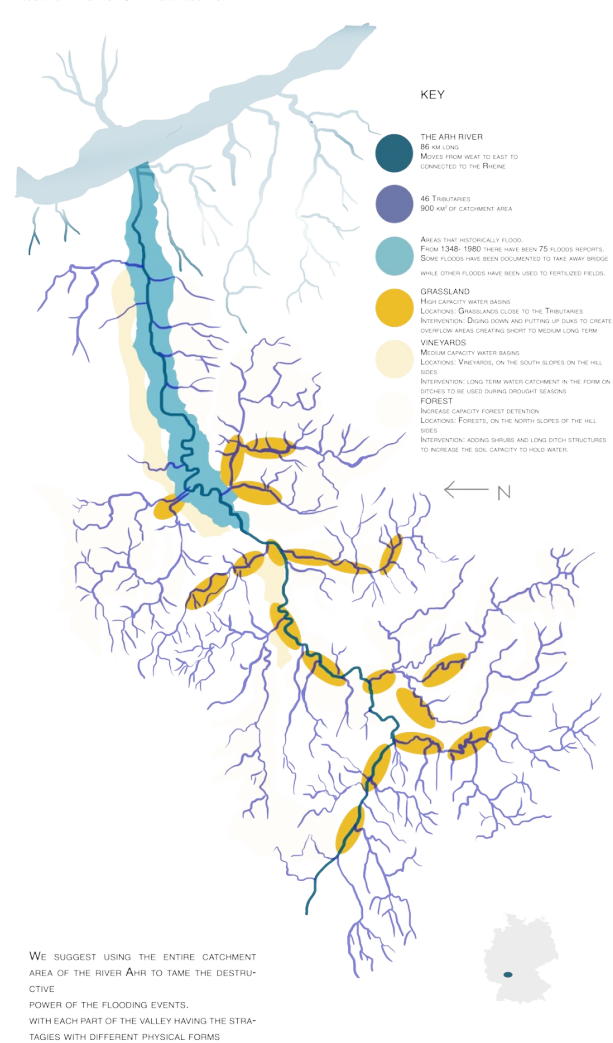 KEY
THE ARH RIVER
86 KM LONG
MOVES FROM WEAT TO EAST TO
CONNECTED TO THE RHEINE
46 TRIBUTARIES
900 KM² OF CATCHMENT AREA
AREAS THAT HISTORICALLY FLOOD.
FROM 1348- 1980 THERE HAVE BEEN 75 FLOODS REPORTS.
SOME FLOODS HAVE BEEN DOCUMENTED TO TAKE AWAY BRIDGE
WHILE OTHER FLOODS HAVE BEEN USED TO FERTILIZED FIELDS.
GRASSLAND
HIGH CAPACITY WATER BASINS
LOCATIONS: GRASSLANDS CLOSE TO THE TRIBUTARIES
INTERVENTION: DIGING DOWN AND PUTTING UP DUKS TO CREATE
OVERFLOW AREAS CREATING SHORT TO MEDIUM LONG TERM
VINEYARDS
MEDIUM CAPACITY WATER BASINS
LOCATIONS: VINEYARDS, ON THE SOUTH SLOPES ON THE HILL
SIDES
INTERVENTION: LONG TERM WATER CATCHMENT IN THE FORM ON
DITCHES TO BE USED DURING DROUGHT SEASONS
FOREST
INCREASE CAPACITY FOREST DETENTION
LOCATIONS: FORESTS, ON THE NORTH SLOPES OF THE HILL
SIDES
INTERVENTION: ADDING SHRUBS AND LONG DITCH STRUCTURES
TO INCREASE THE SOIL CAPACITY TO HOLD WATER.
N
WE SUGGEST USING THE ENTIRE CATCHMENT
AREA OF THE RIVER AHR TO TAME THE DESTRU-
CTIVE
POWER OF THE FLOODING EVENTS.
WITH EACH PART OF THE VALLEY HAVING THE STRA-
TAGIES WITH DIFFERENT PHYSICAL FORMS